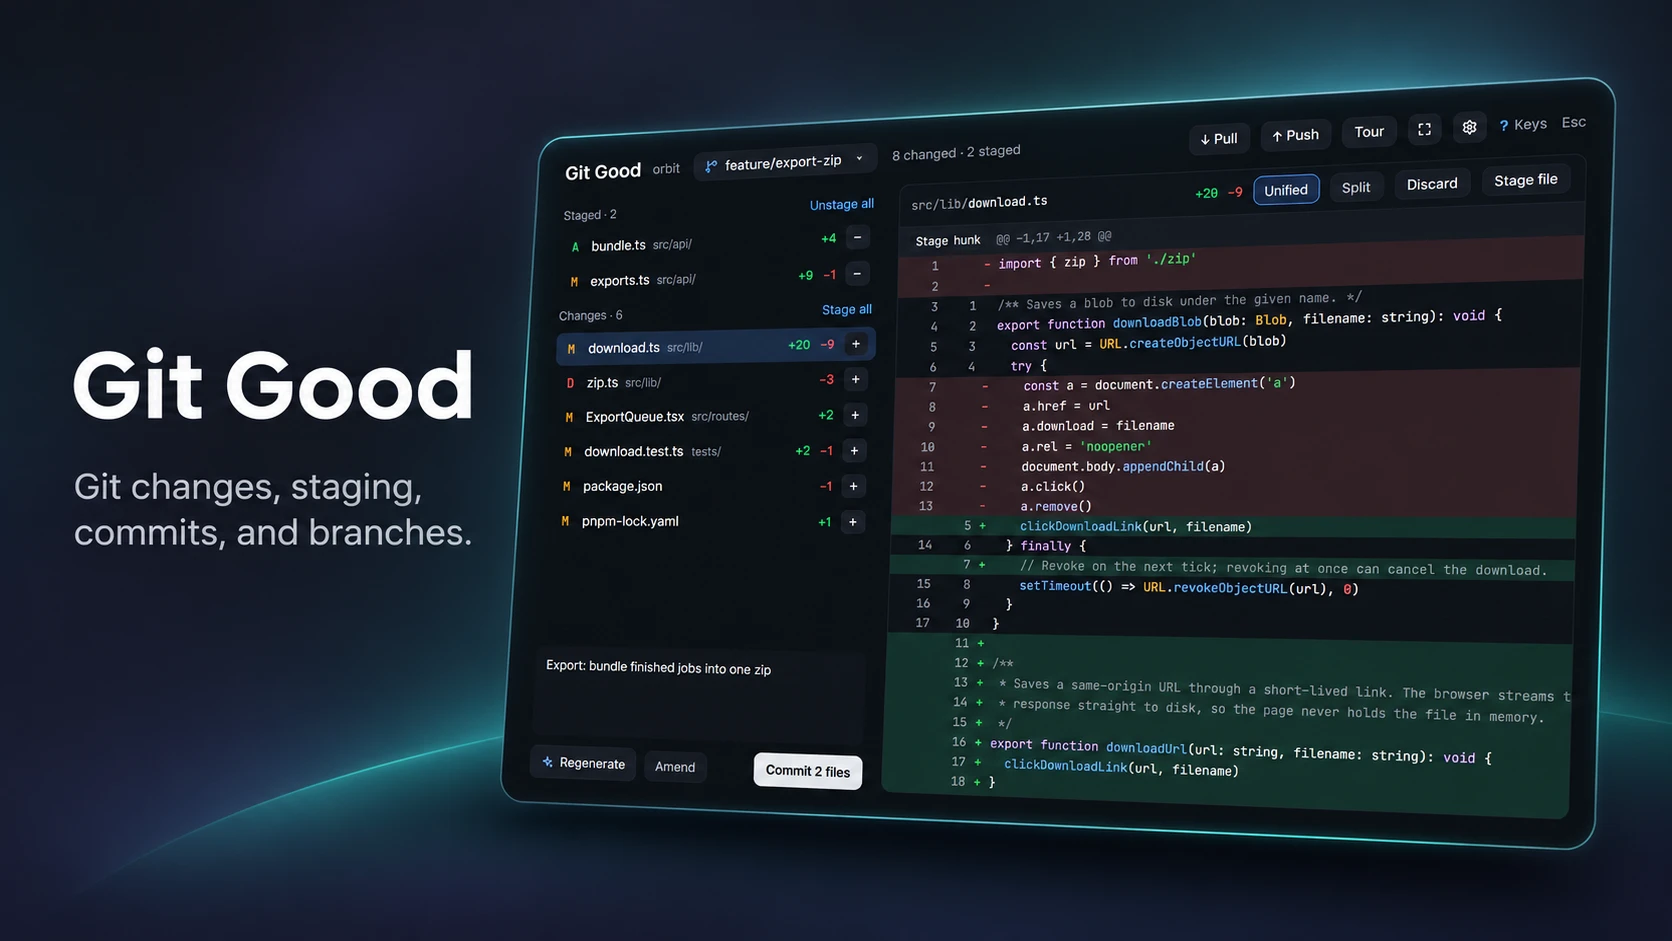 Git Good
Git changes, staging,
commits, and branches.
Git Good orbit feature/export-zip 8 changed · 2 staged ↓ Pull ↑ Push Tour ? Keys Esc
Staged · 2 Unstage all
A bundle.ts src/api/ +4 −
M exports.ts src/api/ +9 −1 −
Changes · 6 Stage all
M download.ts src/lib/ +20 −9 +
D zip.ts src/lib/ −3 +
M ExportQueue.tsx src/routes/ +2 +
M download.test.ts tests/ +2 −1 +
M package.json −1 +
M pnpm-lock.yaml +1 +
Export: bundle finished jobs into one zip
Regenerate Amend Commit 2 files
src/lib/download.ts +20 −9 Unified Split Discard Stage file
Stage hunk @@ −1,17 +1,28 @@
1 - import { zip } from './zip'
2 -
3 1 /** Saves a blob to disk under the given name. */
4 2 export function downloadBlob(blob: Blob, filename: string): void {
5 3 const url = URL.createObjectURL(blob)
6 4 try {
7 - const a = document.createElement('a')
8 - a.href = url
9 - a.download = filename
10 - a.rel = 'noopener'
11 - document.body.appendChild(a)
12 - a.click()
13 - a.remove()
5 + clickDownloadLink(url, filename)
14 6 } finally {
7 + // Revoke on the next tick; revoking at once can cancel the download.
15 8 setTimeout(() => URL.revokeObjectURL(url), 0)
16 9 }
17 10 }
11 +
12 + /**
13 + * Saves a same-origin URL through a short-lived link. The browser streams t
14 + * response straight to disk, so the page never holds the file in memory.
15 + */
16 + export function downloadUrl(url: string, filename: string): void {
17 + clickDownloadLink(url, filename)
18 + }